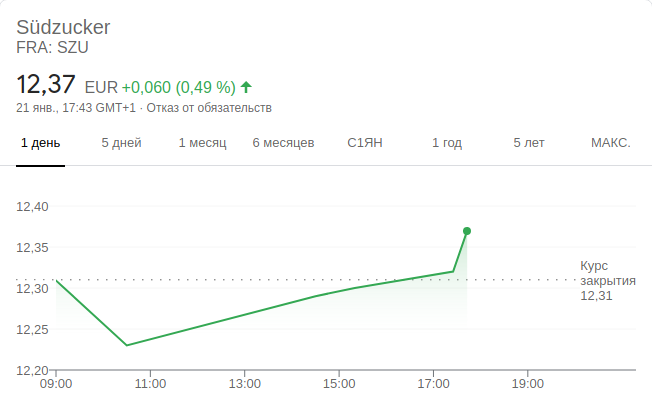 Südzucker
FRA: SZU
12,37 EUR +0,060 (0,49 %)
21 янв., 17:43 GMT+1 · Отказ от обязательств
1 день 5 дней 1 месяц 6 месяцев С1ЯН 1 год 5 лет МАКС.
12,40
12,35
12,30
12,25
12,20
Курс
закрытия
12,31
09:00 11:00 13:00 15:00 17:00 19:00